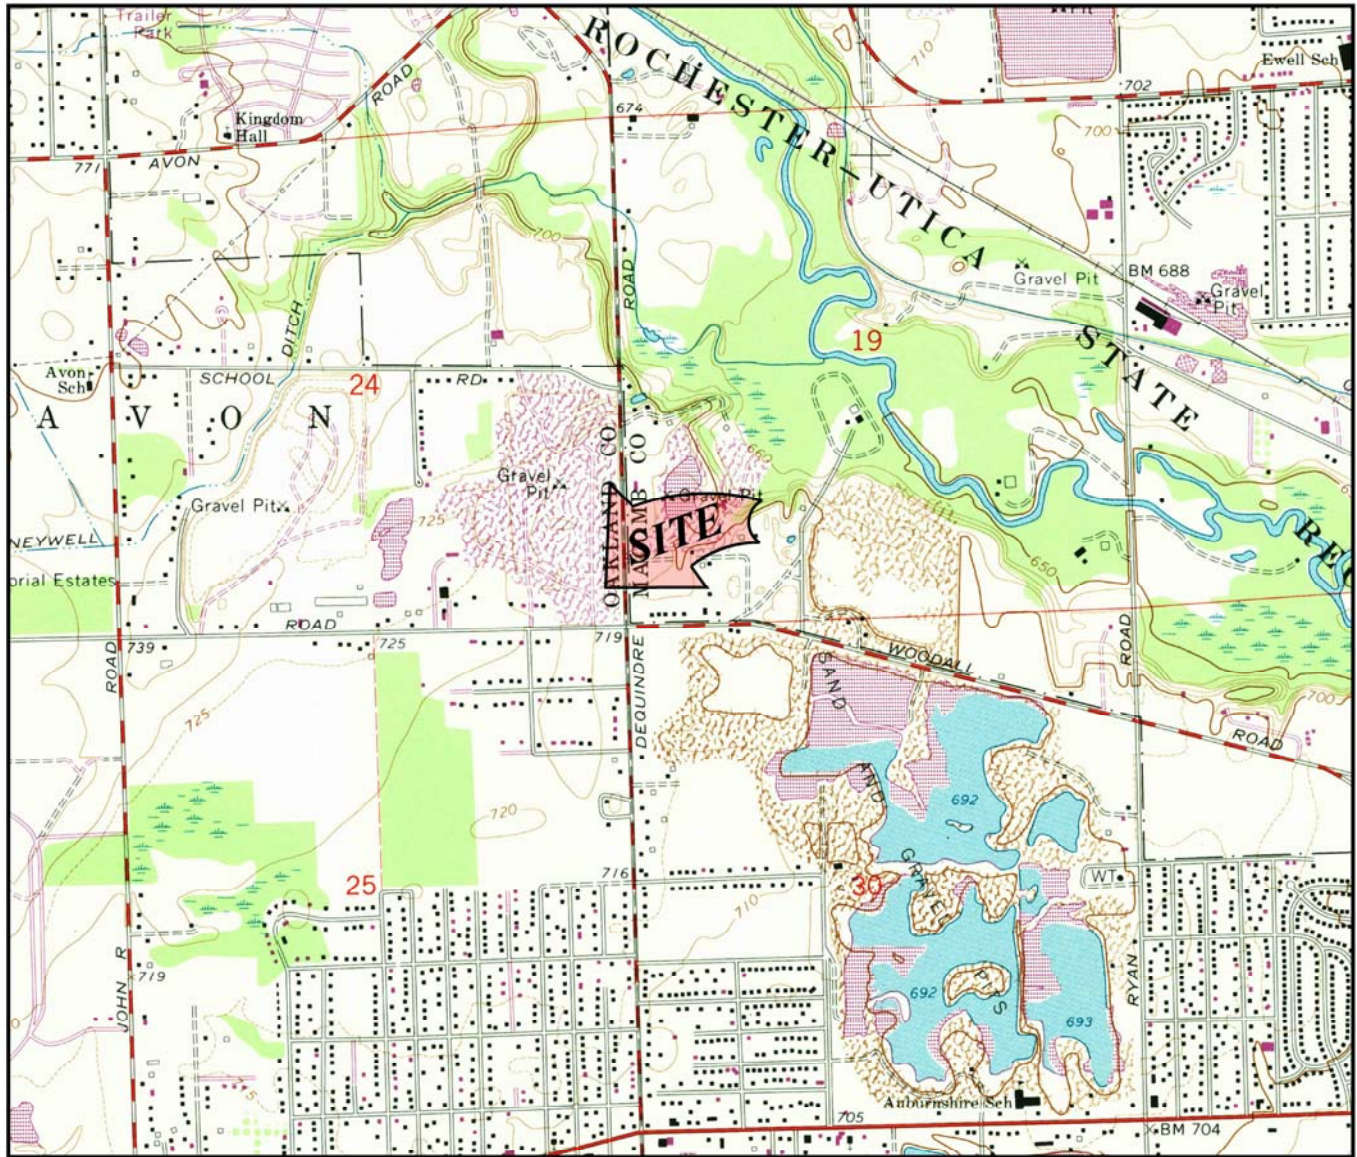 Trailer
Park
ROCHESTER-UTICA
710
Ewell Sch
ROAD
674
702
Kingdom
Hall
700
771
AVON
700
ROAD
BM 688
Gravel Pit
Gravel
Pit
DITCH
19
STATE
Avon
Sch
SCHOOL
RD
24
AVON
OAKLAND CO
MACOMB CO
660
Gravel
Pit
Gravel Pit
Gravel Pit
725
SITE
NEYWELL
REC
650
orial Estates
ROAD
739
725
719
ROAD
WOODALL
ROAD
ROAD
DEQUINDRE
SAND
AND
GRAVEL
PITS
700
725
692
720
716
25
30
WT
710
JOHN R
719
692
693
RYAN
Auburnshire Sch
705
BM 704